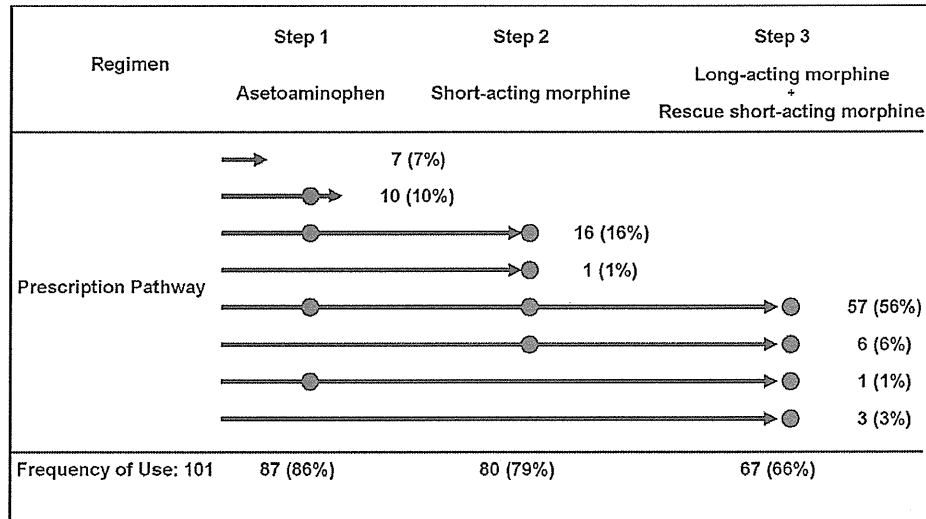 Regimen
Step 1
Asetoaminophen
Step 2
Short-acting morphine
Step 3
Long-acting morphine
+
Rescue short-acting morphine
Prescription Pathway
7 (7%)
10 (10%)
16 (16%)
1 (1%)
57 (56%)
6 (6%)
1 (1%)
3 (3%)
Frequency of Use: 101
87 (86%)
80 (79%)
67 (66%)